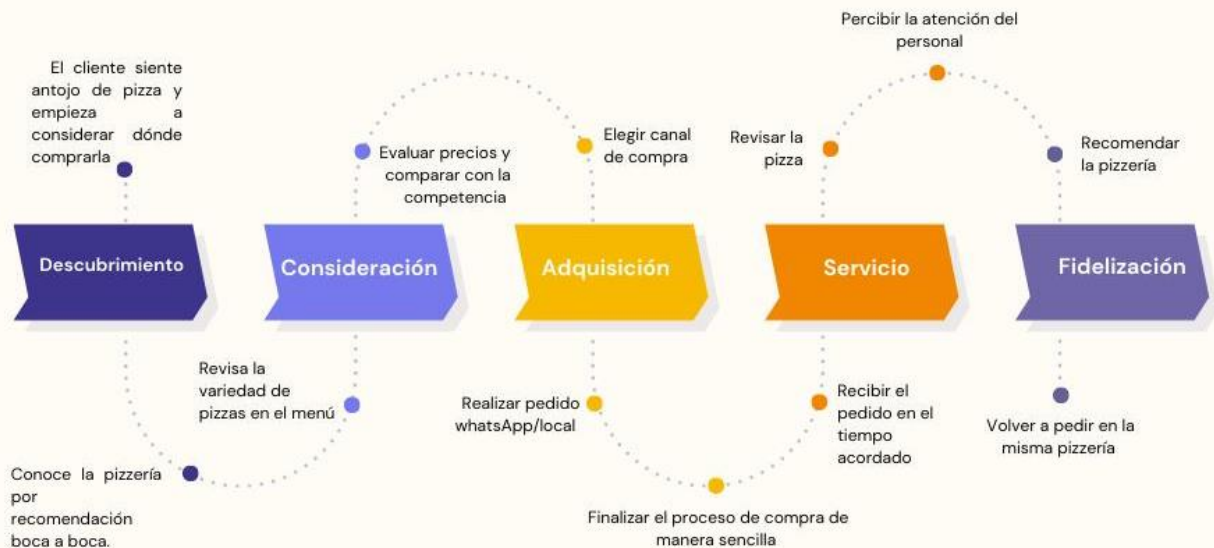 El cliente siente
antojo de pizza y
empieza a
considerar dónde
comprarla
Descubrimiento
Conoce la pizzería
por
recomendación
boca a boca.
Revisa la
variedad de
pizzas en el menú
Consideración
Evaluar precios y
comparar con la
competencia
Elegir canal
de compra
Adquisición
Realizar pedido
whatsApp/local
Finalizar el proceso de compra de
manera sencilla
Recibir el
pedido en el
tiempo
acordado
Servicio
Revisar la
pizza
Percibir la atención del
personal
Recomendar
la pizzería
Fidelización
Volver a pedir en la
misma pizzería